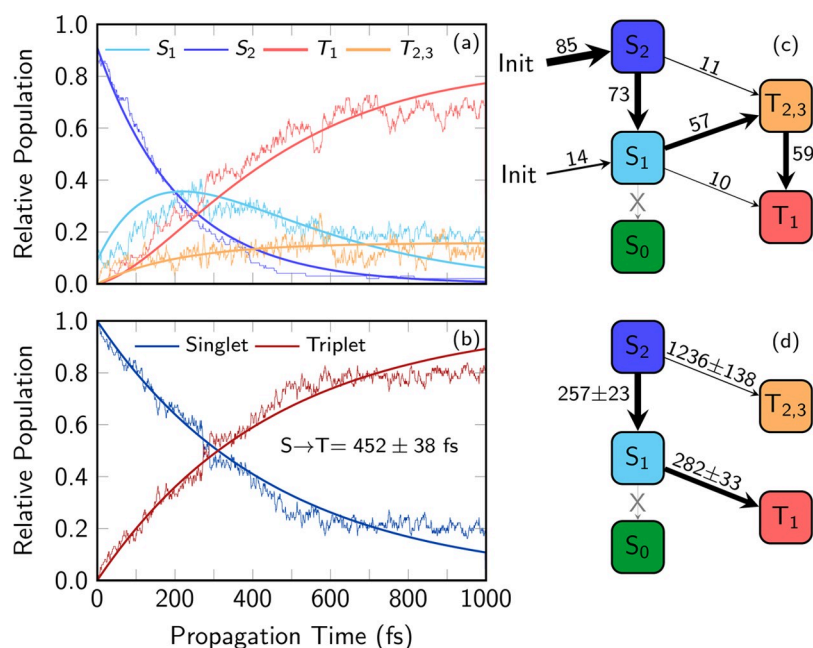 (a)
S₁ S₂ T₁ T₂,₃
Relative Population
1.0
0.8
0.6
0.4
0.2
0.0
(b)
Singlet Triplet
S→T= 452 ± 38 fs
Relative Population
1.0
0.8
0.6
0.4
0.2
0.0
0 200 400 600 800 1000
Propagation Time (fs)
(c)
Init
85
S₂
11
T₂,₃
73
57
59
Init
14
S₁
10
T₁
X
S₀
(d)
S₂
1236±138
T₂,₃
257±23
S₁
282±33
T₁
X
S₀